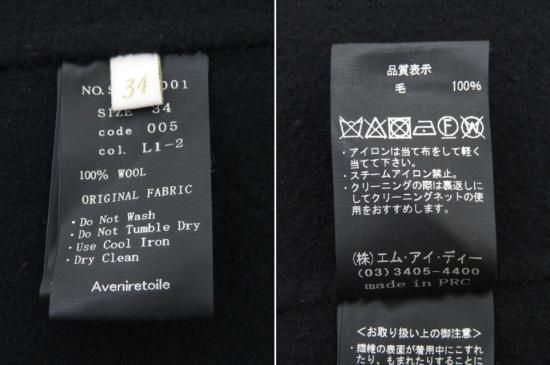 34
NO. S 001
SIZE 34
code 005
col. L1-2
100% WOOL
ORIGINAL FABRIC
・Do Not Wash
・Do Not Tumble Dry
・Use Cool Iron
・Dry Clean
Aveniretoile
品質表示
毛 100%
・アイロンは当て布をして軽く
当てて下さい。
・スチームアイロン禁止。
・クリーニングの際は裏返しに
してクリーニングネットの使
用をおすすめします。
(株)エム・アイ・ディー
(03)3405-4400
made in PRC
<お取り扱い上の御注意>
・繊維の表面が着用中にこすれ
たり、もまれたりすることに